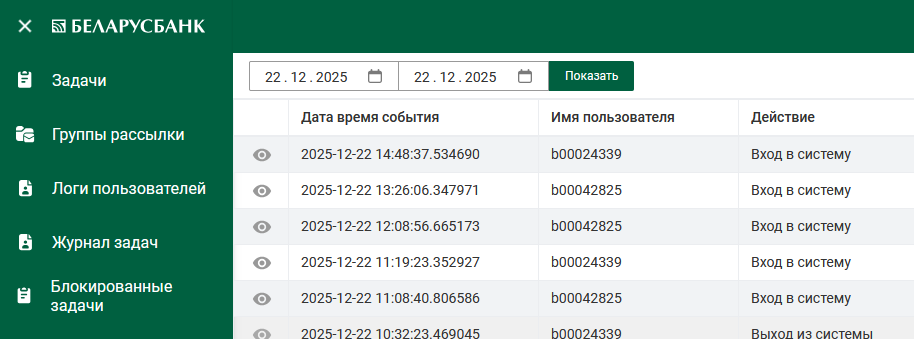 БЕЛАРУСБАНК
Задачи
Группы рассылки
Логи пользователей
Журнал задач
Блокированные
задачи
22.12.2025 22.12.2025 Показать
Дата время события Имя пользователя Действие
2025-12-22 14:48:37.534690 b00024339 Вход в систему
2025-12-22 13:26:06.347971 b00042825 Вход в систему
2025-12-22 12:08:56.665173 b00042825 Вход в систему
2025-12-22 11:19:23.352927 b00024339 Вход в систему
2025-12-22 11:08:40.806586 b00042825 Вход в систему
2025-12-22 10:32:23.469045 b00024339 Выход из системы